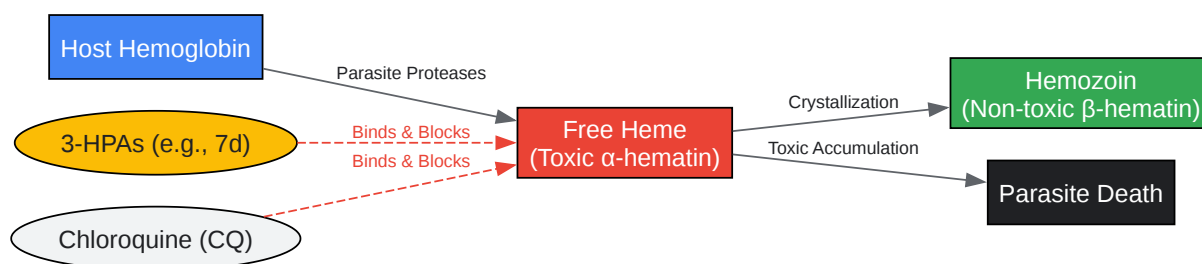 Host Hemoglobin
Parasite Proteases
3-HPAs (e.g., 7d)
Binds & Blocks
Binds & Blocks
Chloroquine (CQ)
Free Heme
(Toxic α-hematin)
Crystallization
Toxic Accumulation
Hemozoin
(Non-toxic β-hematin)
Parasite Death